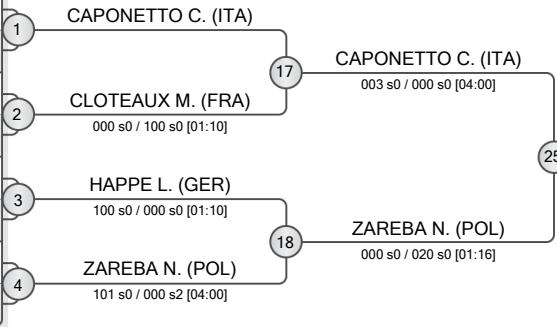 CAPONETTO C. (ITA)
1
17
CAPONETTO C. (ITA)
003 s0 / 000 s0 [04:00]
CLOTEAUX M. (FRA)
2
000 s0 / 100 s0 [01:10]
25
HAPPE L. (GER)
3
100 s0 / 000 s0 [01:10]
18
ZAREBA N. (POL)
000 s0 / 020 s0 [01:16]
ZAREBA N. (POL)
4
101 s0 / 000 s2 [04:00]